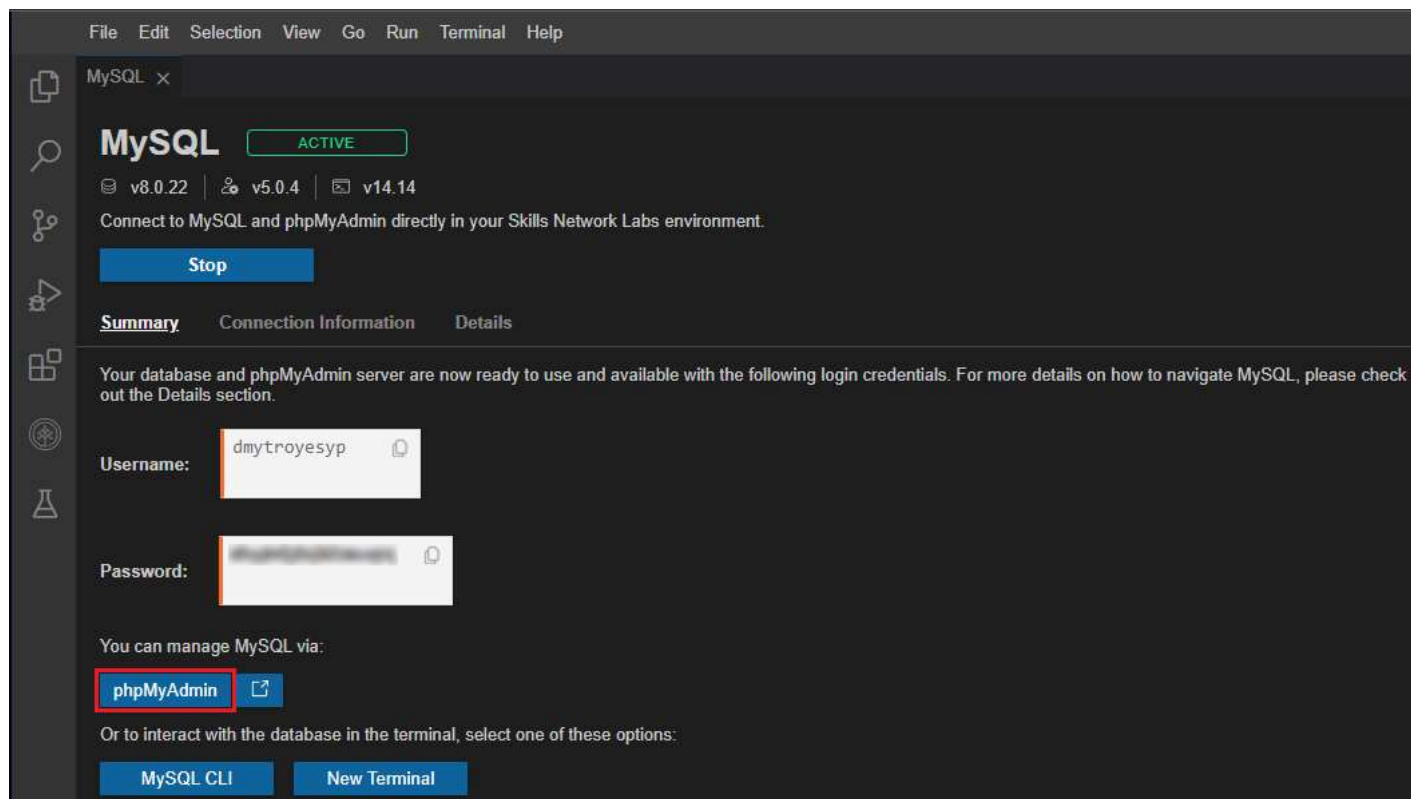 File Edit Selection View Go Run Terminal Help
MySQL
MySQL ACTIVE
v8.0.22 v5.0.4 v14.14
Connect to MySQL and phpMyAdmin directly in your Skills Network Labs environment.
Stop
Summary Connection Information Details
Your database and phpMyAdmin server are now ready to use and available with the following login credentials. For more details on how to navigate MySQL, please check
out the Details section.
Username: dmytroyesyp
Password:
You can manage MySQL via:
phpMyAdmin
Or to interact with the database in the terminal, select one of these options:
MySQL CLI New Terminal